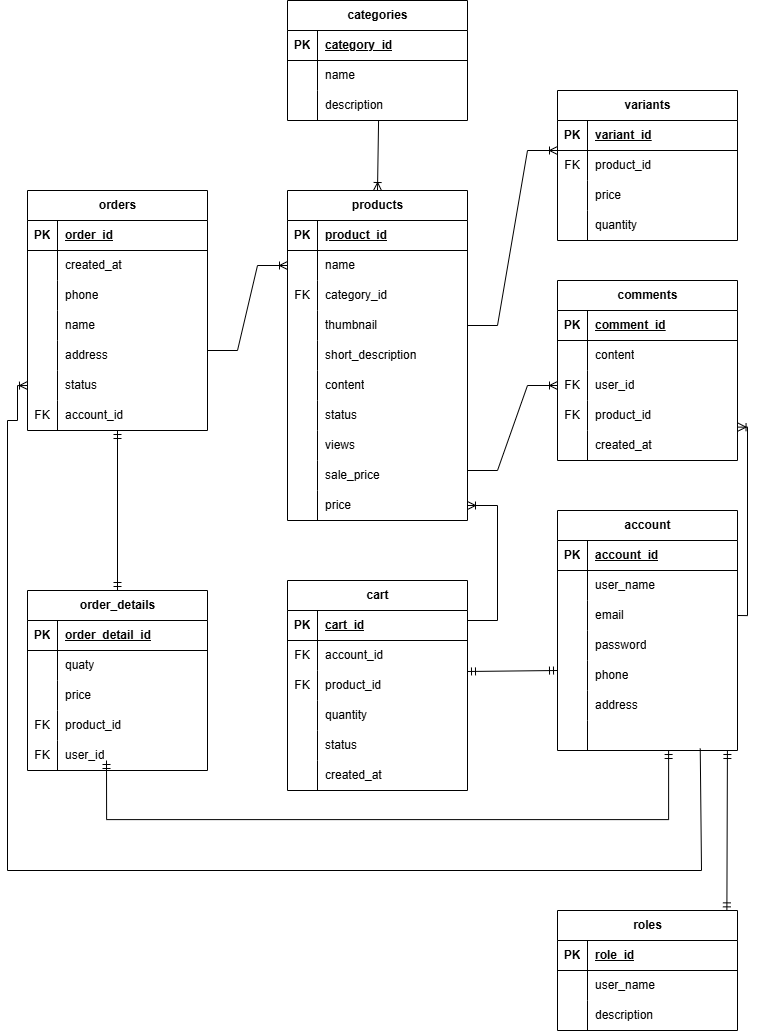 categories
PK category_id
name
description
variants
PK variant_id
FK product_id
price
quantity
orders
PK order_id
created_at
phone
name
address
status
FK account_id
products
PK product_id
name
FK category_id
thumbnail
short_description
content
status
views
sale_price
price
comments
PK comment_id
content
FK user_id
FK product_id
created_at
account
PK account_id
user_name
email
password
phone
address
order_details
PK order_detail_id
quaty
price
FK product_id
FK user_id
cart
PK cart_id
FK account_id
FK product_id
quantity
status
created_at
roles
PK role_id
user_name
description